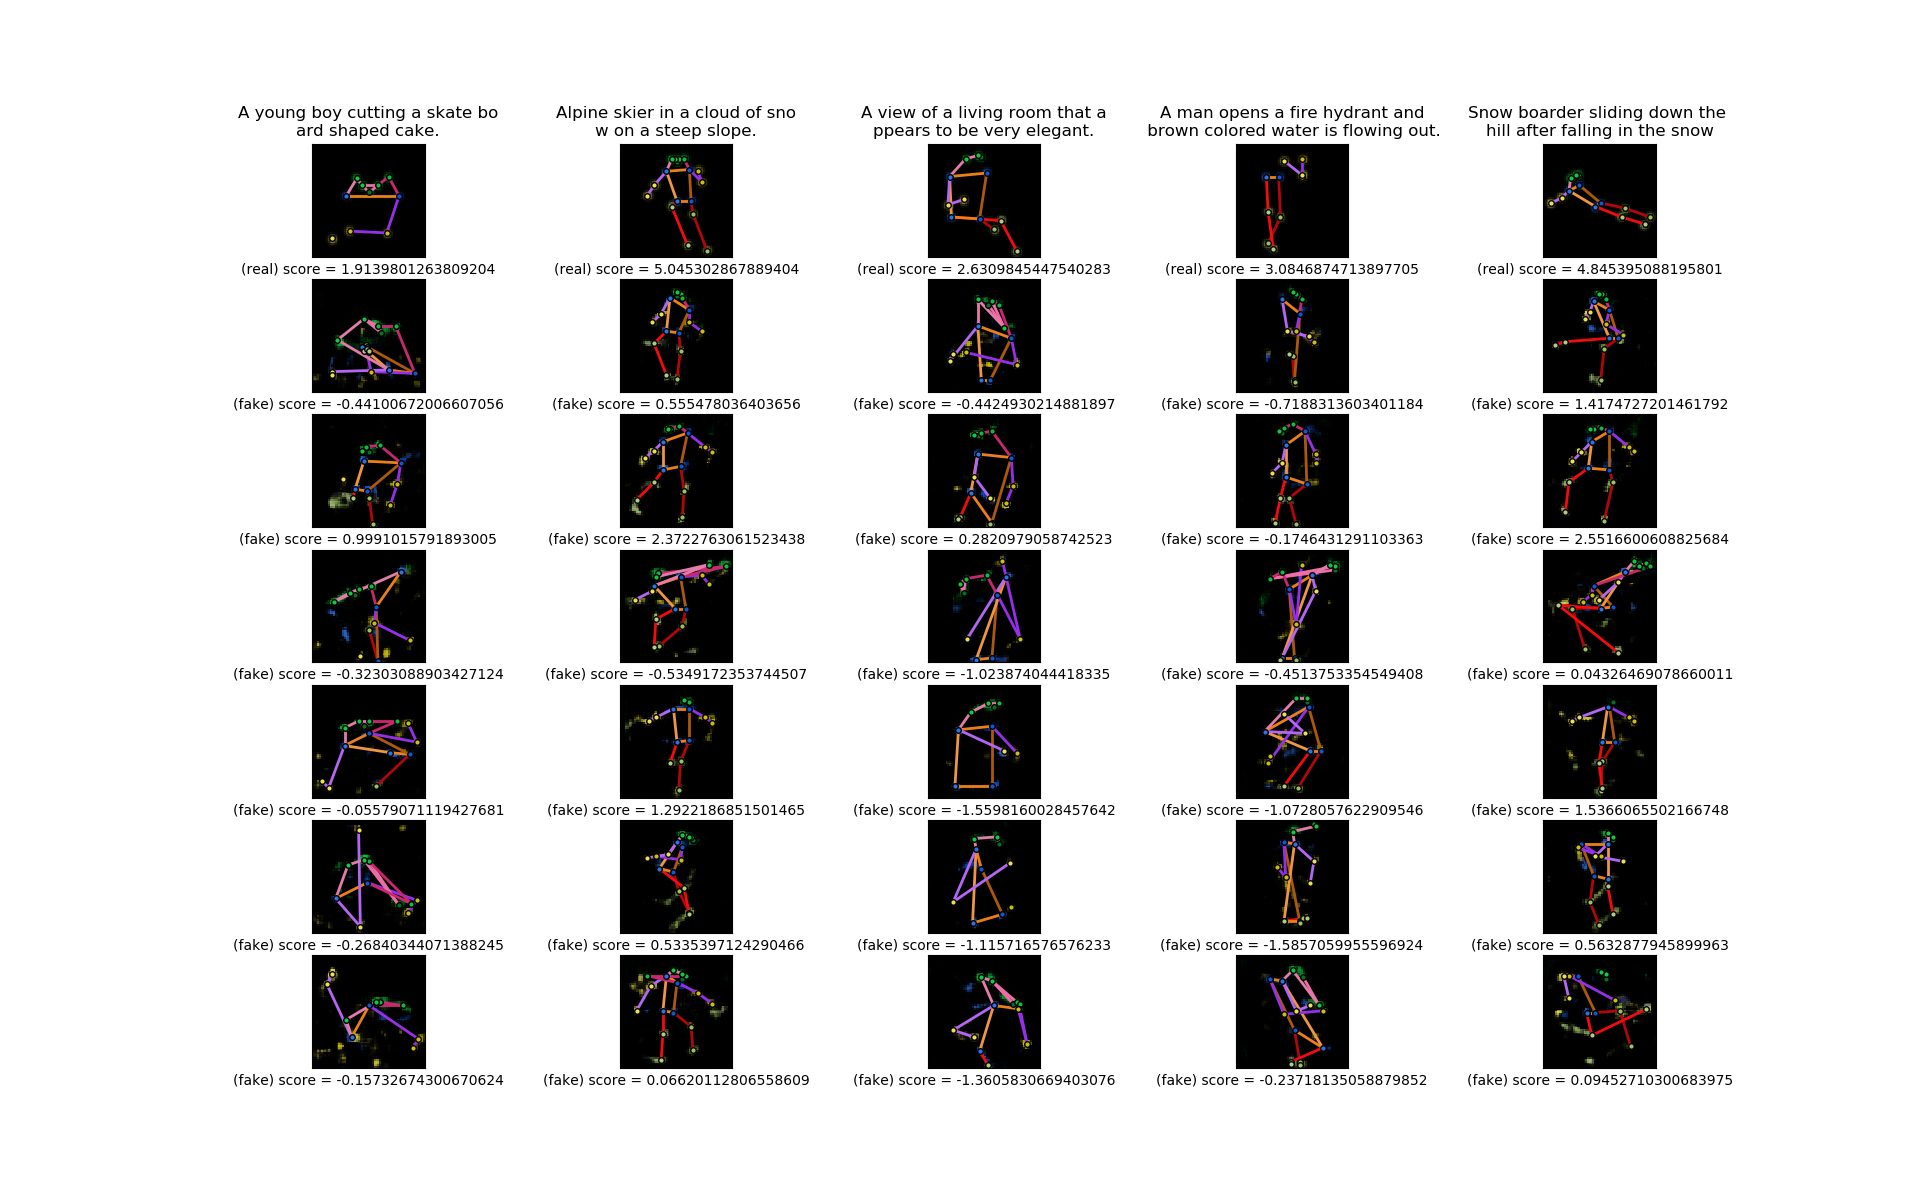 A young boy cutting a skate bo
ard shaped cake.
Alpine skier in a cloud of sno
w on a steep slope.
A view of a living room that a
ppears to be very elegant.
A man opens a fire hydrant and
brown colored water is flowing out.
Snow boarder sliding down the
hill after falling in the snow
(real) score = 1.9139801263809204
(real) score = 5.045302867889404
(real) score = 2.6309845447540283
(real) score = 3.0846874713897705
(real) score = 4.845395088195801
(fake) score = -0.44100672006607056
(fake) score = 0.555478036403656
(fake) score = -0.4424930214881897
(fake) score = -0.7188313603401184
(fake) score = 1.4174727201461792
(fake) score = 0.9991015791893005
(fake) score = 2.3722763061523438
(fake) score = 0.2820979058742523
(fake) score = -0.1746431291103363
(fake) score = 2.5516600608825684
(fake) score = -0.32303088903427124
(fake) score = -0.5349172353744507
(fake) score = -1.023874044418335
(fake) score = -0.4513753354549408
(fake) score = 0.04326469078660011
(fake) score = -0.05579071119427681
(fake) score = 1.2922186851501465
(fake) score = -1.5598160028457642
(fake) score = -1.0728057622909546
(fake) score = 1.5366065502166748
(fake) score = -0.26840344071388245
(fake) score = 0.5335397124290466
(fake) score = -1.115716576576233
(fake) score = -1.5857059955596924
(fake) score = 0.5632877945899963
(fake) score = -0.15732674300670624
(fake) score = 0.06620112806558609
(fake) score = -1.3605830669403076
(fake) score = -0.23718135058879852
(fake) score = 0.09452710300683975